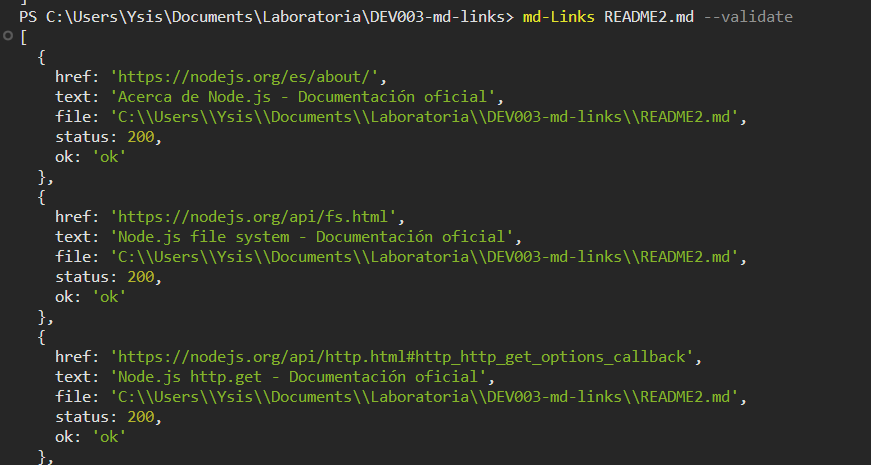 ]
PS C:\Users\Ysis\Documents\Laboratoria\DEV003-md-links> md-Links README2.md --validate
[
  {
    href: 'https://nodejs.org/es/about/',
    text: 'Acerca de Node.js - Documentación oficial',
    file: 'C:\\Users\\Ysis\\Documents\\Laboratoria\\DEV003-md-links\\README2.md',
    status: 200,
    ok: 'ok'
  },
  {
    href: 'https://nodejs.org/api/fs.html',
    text: 'Node.js file system - Documentación oficial',
    file: 'C:\\Users\\Ysis\\Documents\\Laboratoria\\DEV003-md-links\\README2.md',
    status: 200,
    ok: 'ok'
  },
  {
    href: 'https://nodejs.org/api/http.html#http_http_get_options_callback',
    text: 'Node.js http.get - Documentación oficial',
    file: 'C:\\Users\\Ysis\\Documents\\Laboratoria\\DEV003-md-links\\README2.md',
    status: 200,
    ok: 'ok'
  },